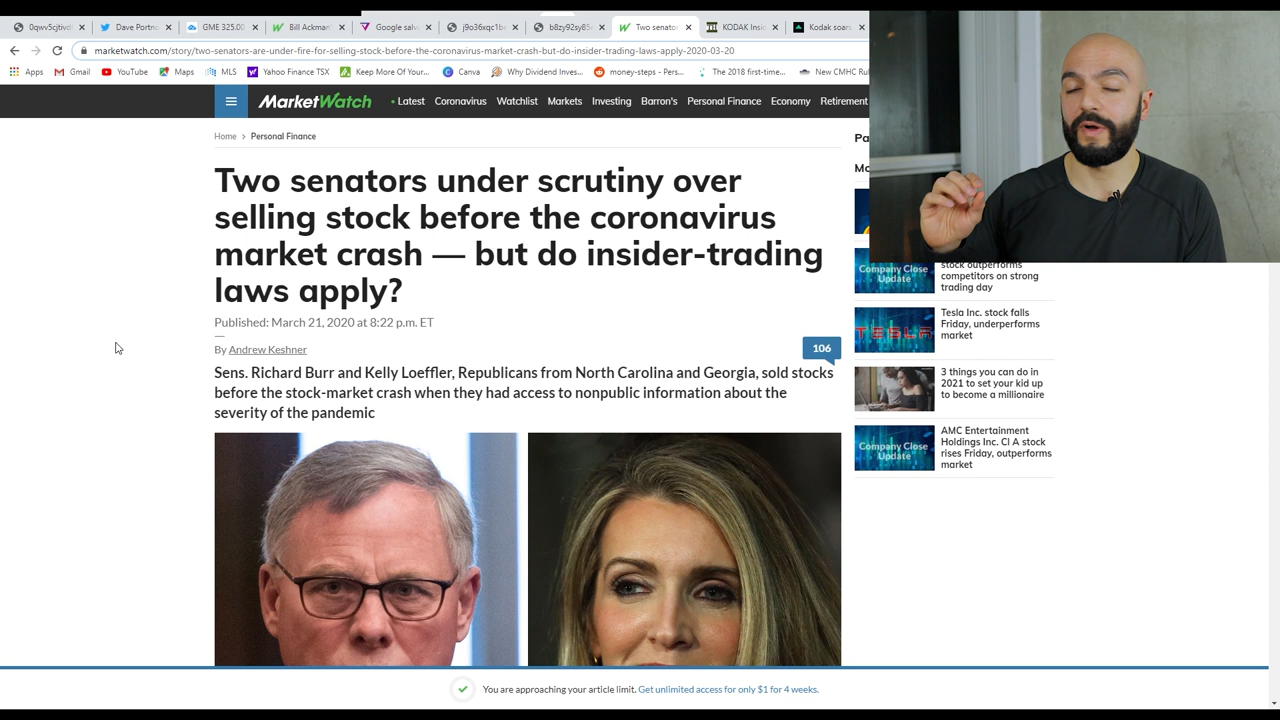 0qwv5cjtivd
Dave Portno
GME 325.00
Bill Ackman
Google salv
j9o36xqc1b
b8zy92sy85
Two senator
KODAK Insid
Kodak soars
marketwatch.com/story/two-senators-are-under-fire-for-selling-stock-before-the-coronavirus-market-crash-but-do-insider-trading-laws-apply-2020-03-20
Apps
Gmail
YouTube
Maps
MLS
Yahoo Finance TSX
Keep More Of Your...
Canva
Why Dividend Inves...
money-steps - Pers...
The 2018 first-time...
New CMHC Rul
MarketWatch
Latest
Coronavirus
Watchlist
Markets
Investing
Barron's
Personal Finance
Economy
Retirement
Home > Personal Finance
Two senators under scrutiny over
selling stock before the coronavirus
market crash — but do insider-trading
laws apply?
Published: March 21, 2020 at 8:22 p.m. ET
By Andrew Keshner
106
Sens. Richard Burr and Kelly Loeffler, Republicans from North Carolina and Georgia, sold stocks
before the stock-market crash when they had access to nonpublic information about the
severity of the pandemic
Pa
Mo
Company Close
Update
stock outperforms
competitors on strong
trading day
TESLA
Tesla Inc. stock falls
Friday, underperforms
market
3 things you can do in
2021 to set your kid up
to become a millionaire
Company Close
Update
AMC Entertainment
Holdings Inc. Cl A stock
rises Friday, outperforms
market
You are approaching your article limit. Get unlimited access for only $1 for 4 weeks.